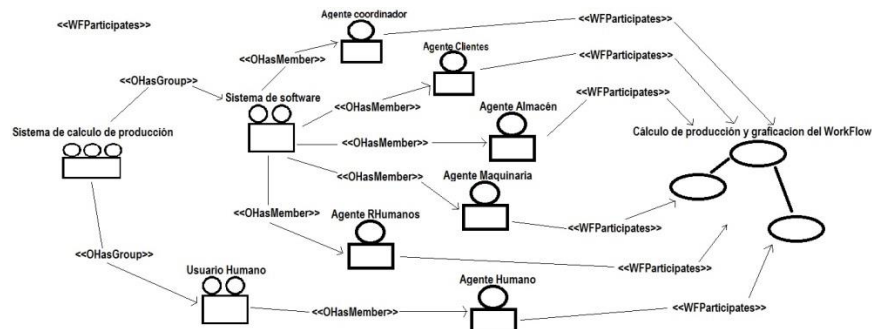 Agente coordinador
<<WFParticipates>>
<<WFParticipates>>
Agente Clientes
<<WFParticipates>>
<<OHasMember>>
<<OHasGroup>>
Sistema de software
<<WFParticipates>>
<<OHasMember>>
Agente Almacén
Sistema de calculo de producción
Cálculo de producción y graficacion del WorkFlow
<<OHasMember>>
<<OHasMember>>
Agente Maquinaria
<<OHasMember>>
Agente RHumanos
<<WFParticipates>>
<<OHasGroup>>
<<WFParticipates>>
Usuario Humano
Agente Humano
<<OHasMember>>
<<WFParticipates>>